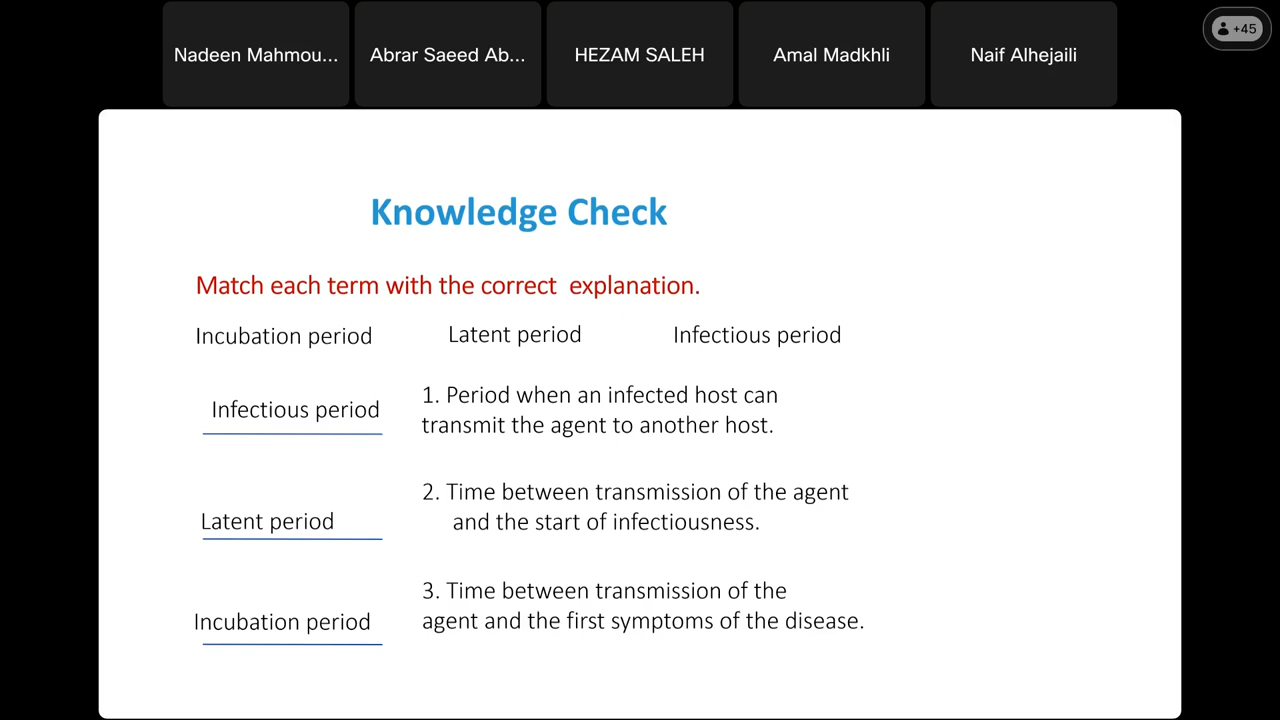 Nadeen Mahmou...
Abrar Saeed Ab...
HEZAM SALEH
Amal Madkhli
Naif Alhejaili
+45
Knowledge Check
Match each term with the correct explanation.
Incubation period
Latent period
Infectious period
Infectious period
1. Period when an infected host can
transmit the agent to another host.
Latent period
2. Time between transmission of the agent
and the start of infectiousness.
Incubation period
3. Time between transmission of the
agent and the first symptoms of the disease.